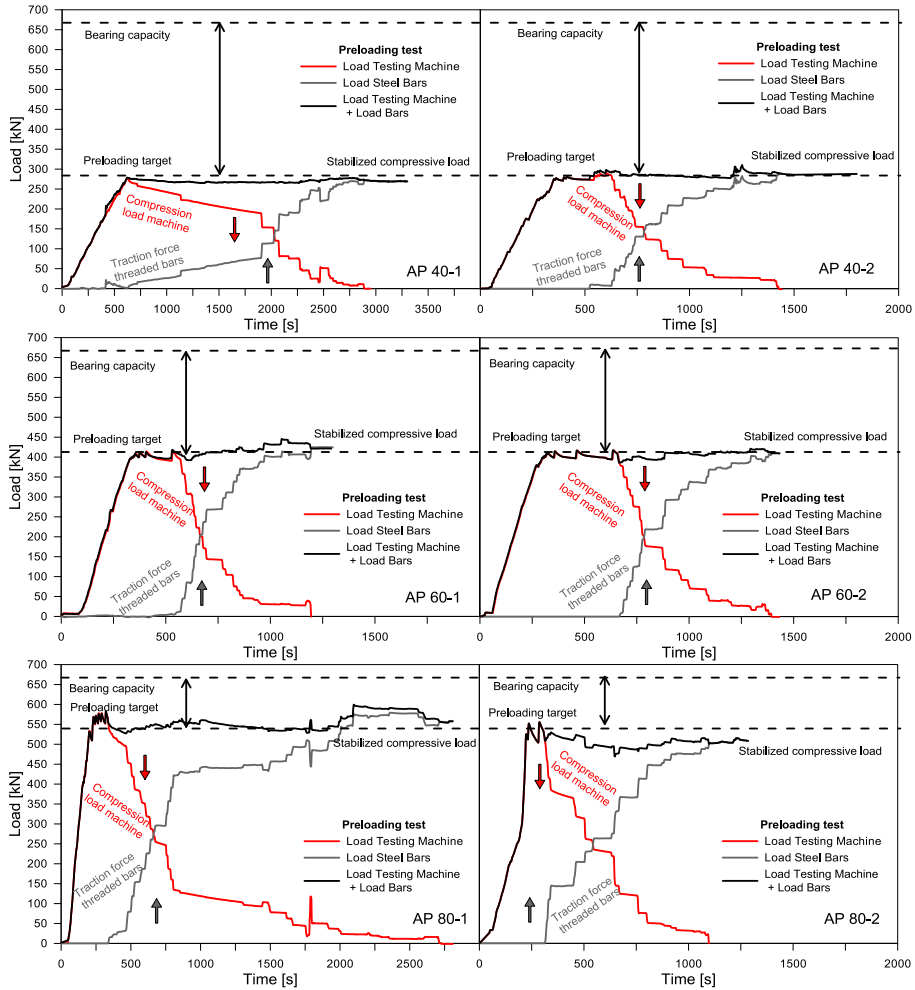 700
650
600
550
500
450
400
350
300
250
200
150
100
50
0
Load [kN]
Bearing capacity
Preloading test
Load Testing Machine
Load Steel Bars
Load Testing Machine
+ Load Bars
Preloading target
Stabilized compressive load
Compression
load machine
Traction force
threaded bars
AP 40-1
0 500 1000 1500 2000 2500 3000 3500
Time [s]
Bearing capacity
Preloading test
Load Testing Machine
Load Steel Bars
Load Testing Machine
+ Load Bars
Preloading target
Stabilized compressive load
Compression
load machine
Traction force
threaded bars
AP 40-2
0 500 1000 1500 2000
Time [s]
700
650
600
550
500
450
400
350
300
250
200
150
100
50
0
Load [kN]
Bearing capacity
Preloading target
Stabilized compressive load
Compression
load machine
Preloading test
Load Testing Machine
Load Steel Bars
Load Testing Machine
+ Load Bars
Traction force
threaded bars
AP 60-1
0 500 1000 1500
Time [s]
Bearing capacity
Preloading target
Stabilized compressive load
Compression
load machine
Preloading test
Load Testing Machine
Load Steel Bars
Load Testing Machine
+ Load Bars
Traction force
threaded bars
AP 60-2
0 500 1000 1500 2000
Time [s]
700
650
600
550
500
450
400
350
300
250
200
150
100
50
0
Load [kN]
Bearing capacity
Preloading target
Stabilized compressive load
Compression
load machine
Preloading test
Load Testing Machine
Load Steel Bars
Load Testing Machine
+ Load Bars
Traction force
threaded bars
AP 80-1
0 500 1000 1500 2000 2500
Time [s]
Bearing capacity
Preloading target
Stabilized compressive load
Compression
load machine
Preloading test
Load Testing Machine
Load Steel Bars
Load Testing Machine
+ Load Bars
Traction force
threaded bars
AP 80-2
0 500 1000 1500 2000
Time [s]